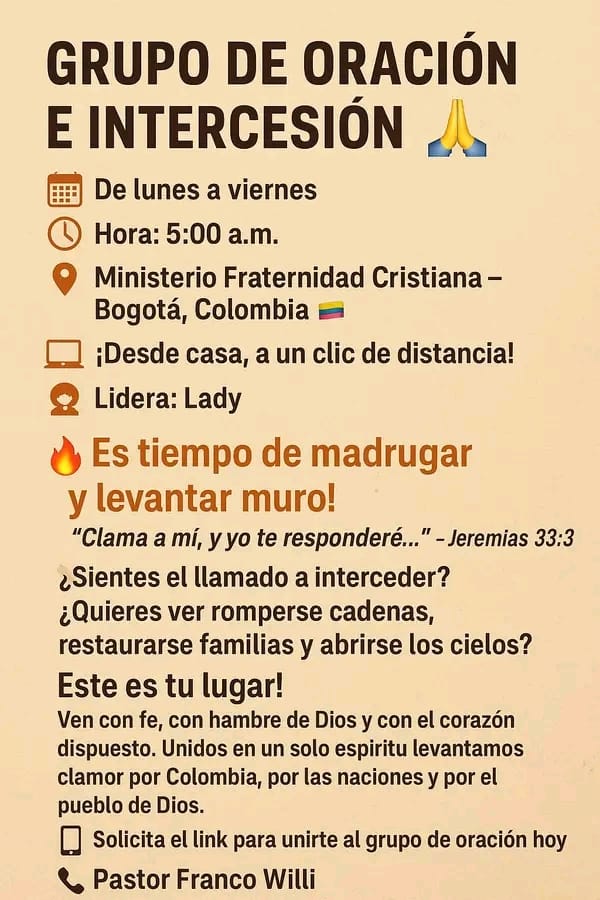 GRUPO DE ORACIÓN
E INTERCESIÓN 🙏
De lunes a viernes
Hora: 5:00 a.m.
Ministerio Fraternidad Cristiana –
Bogotá, Colombia 🇨🇴
¡Desde casa, a un clic de distancia!
Lidera: Lady
🔥 Es tiempo de madrugar
y levantar muro!
“Clama a mí, y yo te responderé...” – Jeremias 33:3
¿Sientes el llamado a interceder?
¿Quieres ver romperse cadenas,
restaurarse familias y abrirse los cielos?
Este es tu lugar!
Ven con fe, con hambre de Dios y con el corazón
dispuesto. Unidos en un solo espiritu levantamos
clamor por Colombia, por las naciones y por el
pueblo de Dios.
Solicita el link para unirte al grupo de oración hoy
Pastor Franco Willi